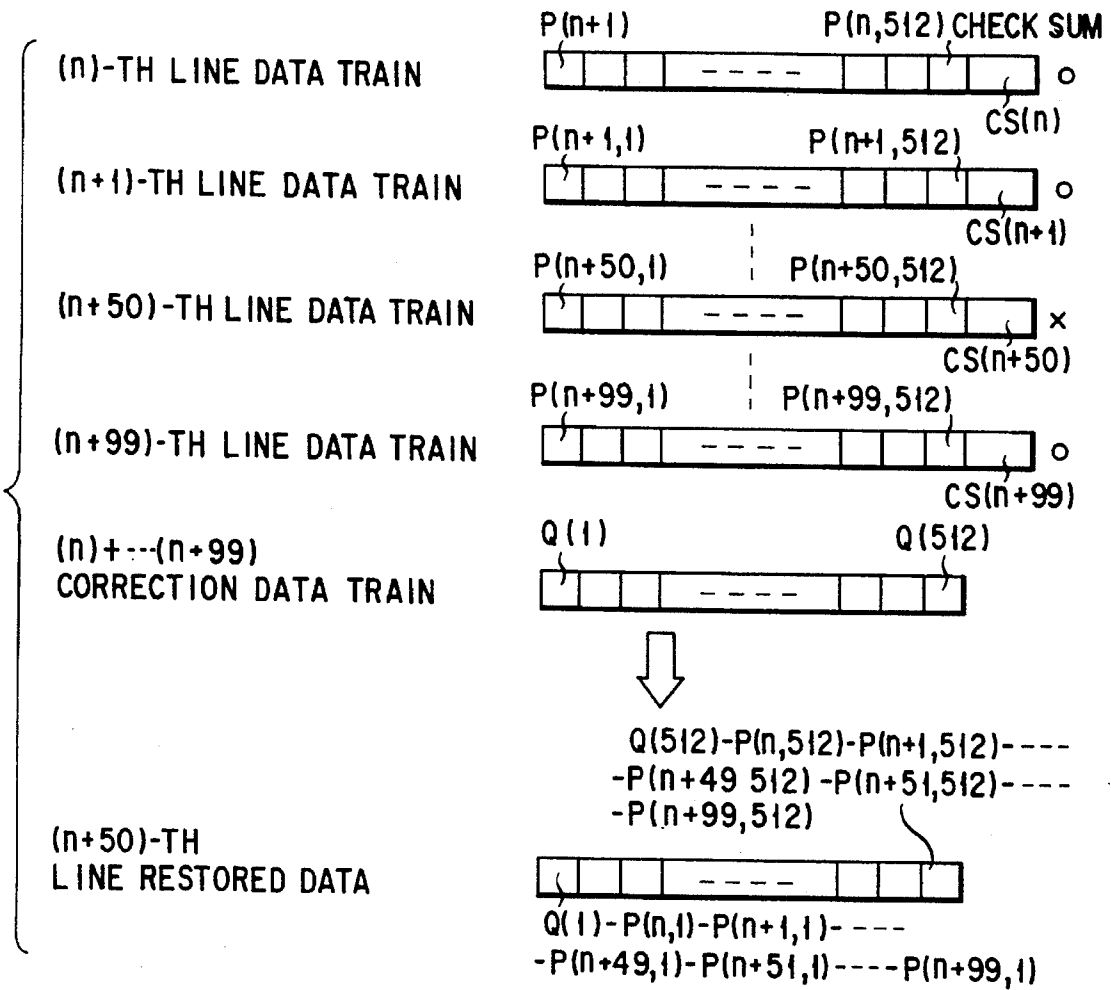 P(n+1) P(n,512) CHECK SUM
(n)-TH LINE DATA TRAIN ---- o
CS(n)
P(n+1,1) P(n+1,512)
(n+1)-TH LINE DATA TRAIN ---- o
CS(n+1)
P(n+50,1) P(n+50,512)
(n+50)-TH LINE DATA TRAIN ---- x
CS(n+50)
P(n+99,1) P(n+99,512)
(n+99)-TH LINE DATA TRAIN ---- o
CS(n+99)
(n)+---(n+99) Q(1) Q(512)
CORRECTION DATA TRAIN ----
Q(512)-P(n,512)-P(n+1,512)----
-P(n+49 512)-P(n+51,512)----
-P(n+99,512)
(n+50)-TH
LINE RESTORED DATA ----
Q(1)-P(n,1)-P(n+1,1)----
-P(n+49,1)-P(n+51,1)----P(n+99,1)